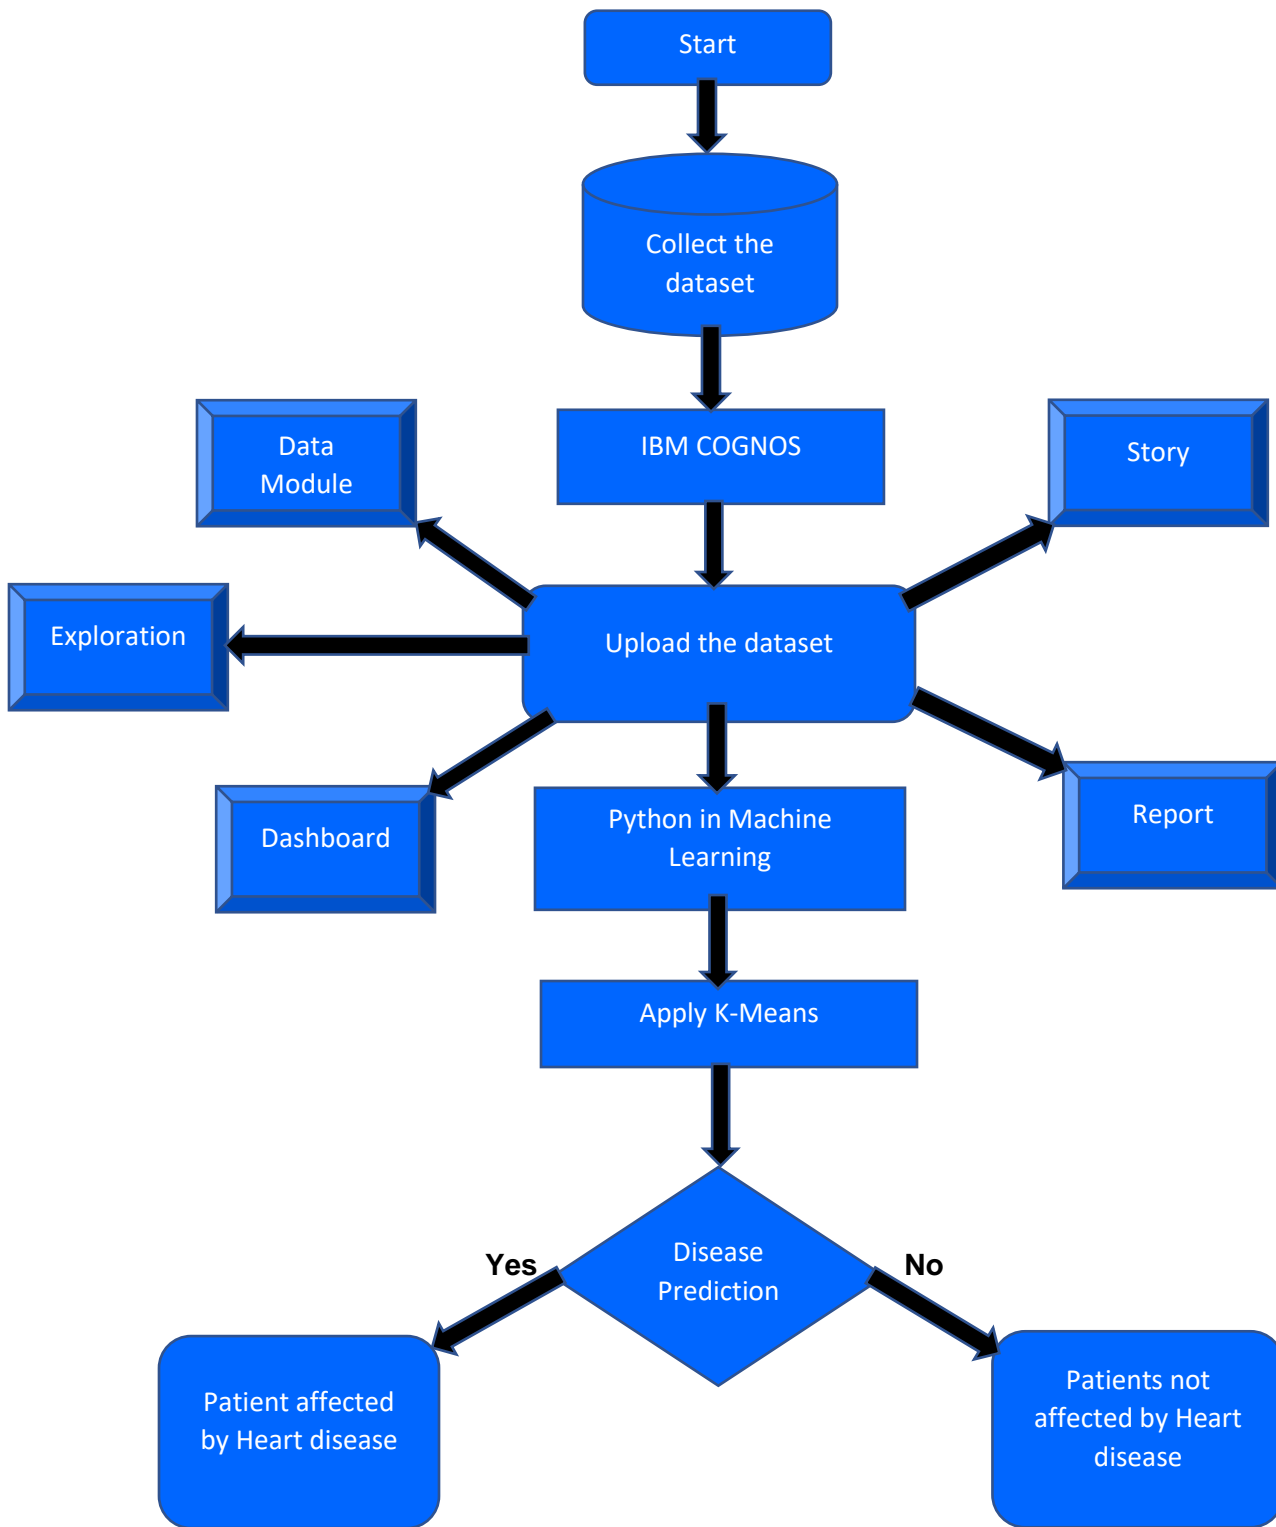 Start
Collect the
dataset
IBM COGNOS
Data
Module
Story
Exploration
Upload the dataset
Dashboard
Python in Machine
Learning
Report
Apply K-Means
Disease
Prediction
Yes
No
Patient affected
by Heart disease
Patients not
affected by Heart
disease